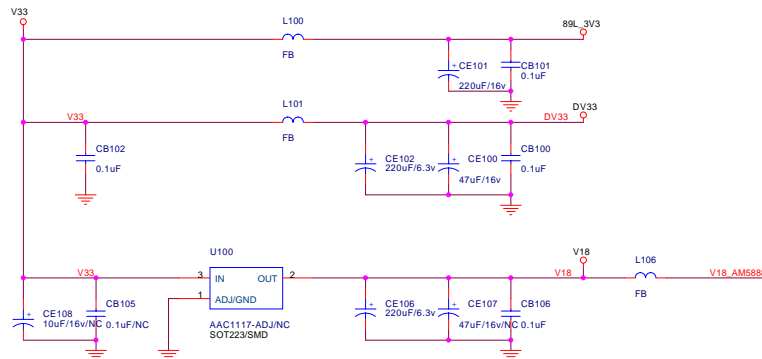 V33
L100
FB
89L_3V3
CE101
220uF/16v
CB101
0.1uF
V33
L101
FB
DV33
DV33
CB102
0.1uF
CE102
220uF/6.3v
CE100
47uF/16v
CB100
0.1uF
V33
U100
3
IN
OUT
2
1
ADJ/GND
AAC1117-ADJ/NC
SOT223/SMD
V18
V18
L106
FB
V18_AM588
CE108
10uF/16v/NC
CB105
0.1uF/NC
CE106
220uF/6.3v
CE107
47uF/16v/NC
CB106
0.1uF